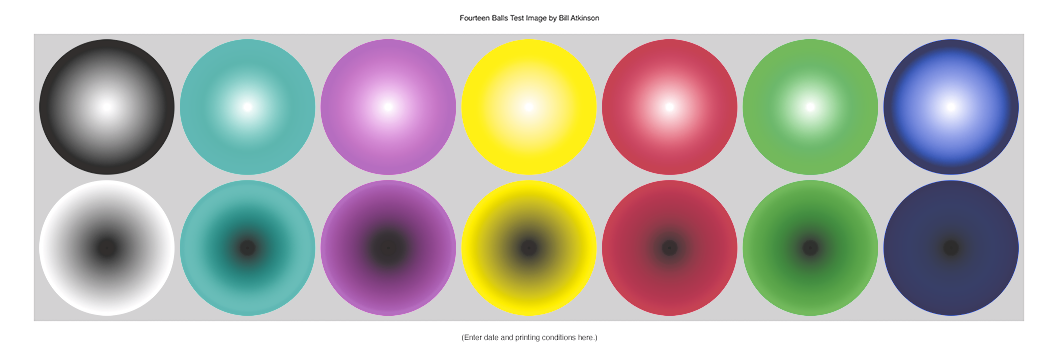 Fourteen Balls Test Image by Bill Atkinson
(Enter date and printing conditions here.)